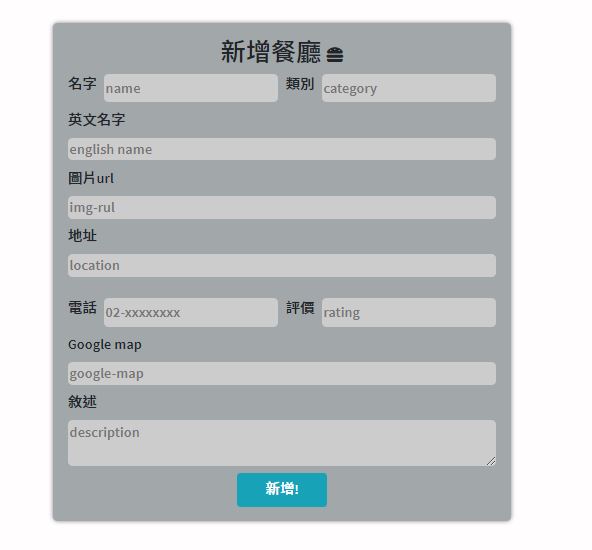 新增餐廳
名字 name 類別 category
英文名字
english name
圖片url
img-rul
地址
location
電話 02-xxxxxxxx 評價 rating
Google map
google-map
敘述
description
新增!